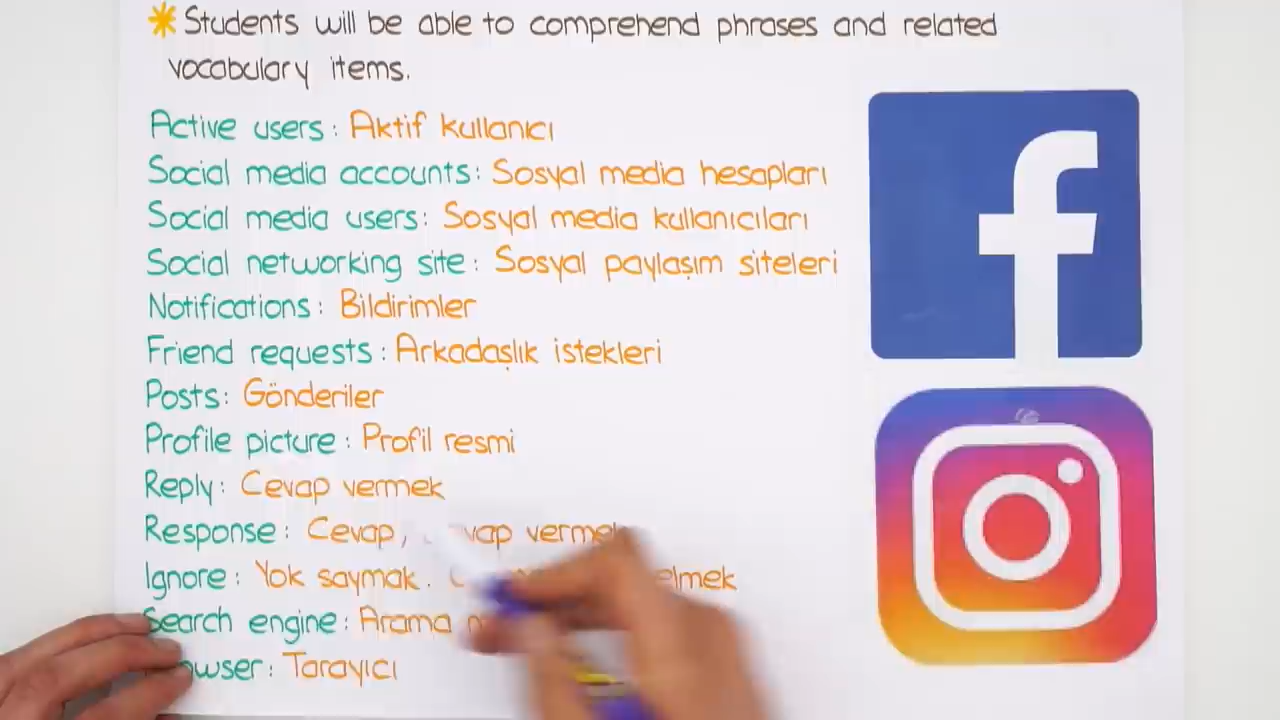 Students will be able to comprehend phrases and related
vocabulary items.
Active users : Aktif kullanıcı
Social media accounts : Sosyal media hesapları
Social media users : Sosyal media kullanıcıları
Social networking site : Sosyal paylaşım siteleri
Notifications : Bildirimler
Friend requests : Arkadaşlık istekleri
Posts : Gönderiler
Profile picture : Profil resmi
Reply : Cevap vermek
Response : Cevap,
Ignore : Yok saymak.
Search engine : Arama
Tarayıcı
f